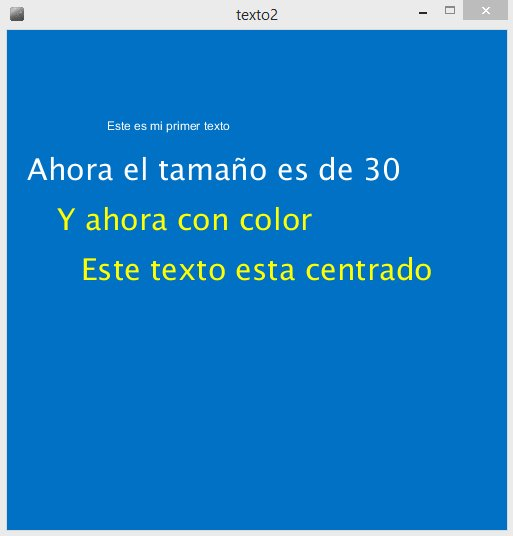 texto2
Este es mi primer texto
Ahora el tamaño es de 30
Y ahora con color
Este texto esta centrado